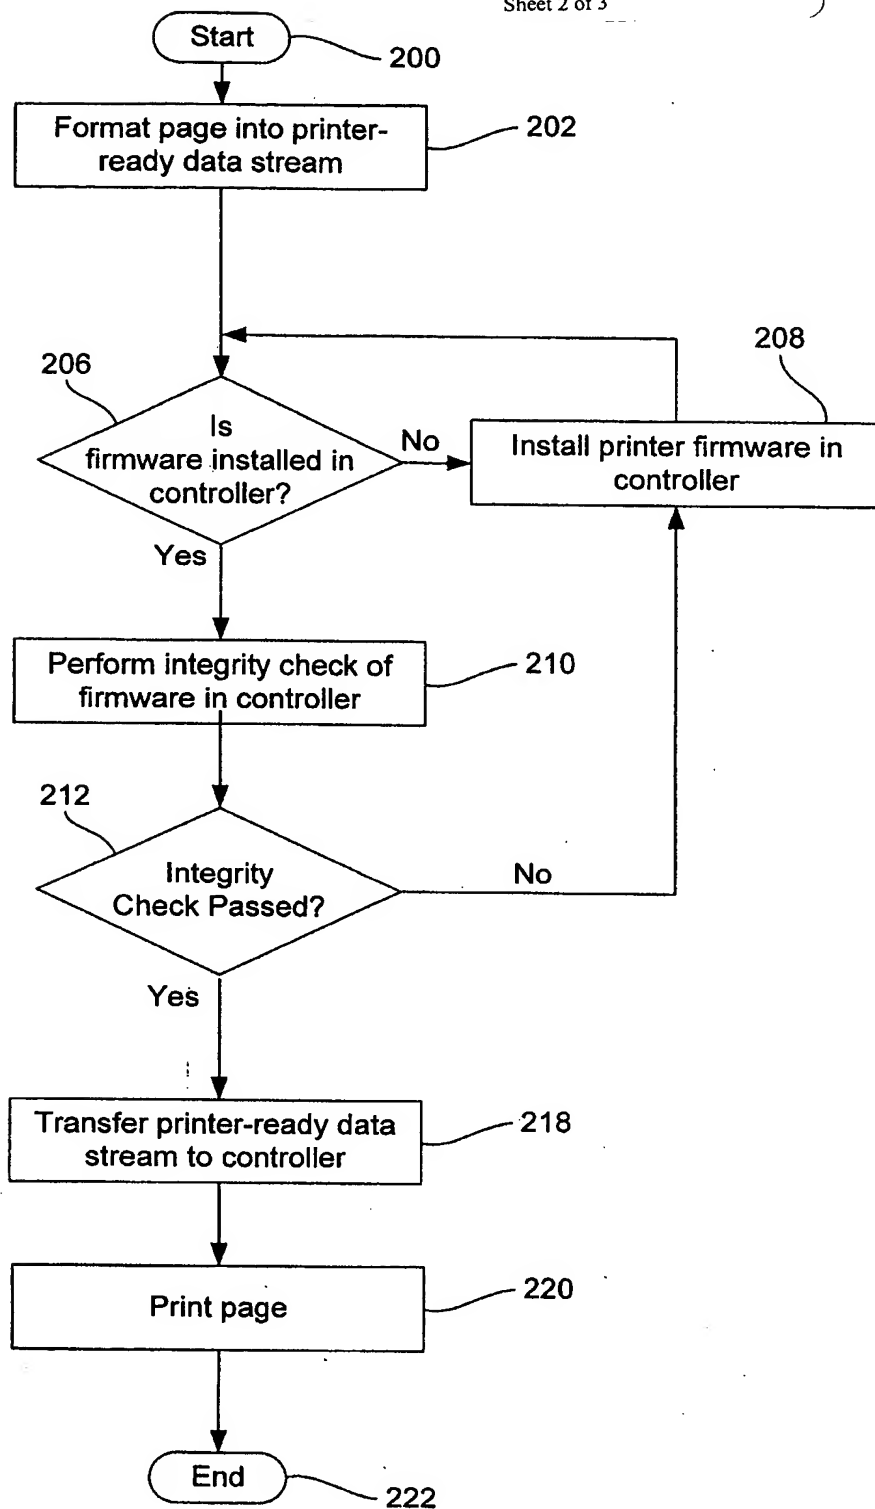 Sheet 2 of 3
Start
200
Format page into printer-
ready data stream
202
206
Is
firmware installed in
controller?
No
208
Install printer firmware in
controller
Yes
Perform integrity check of
firmware in controller
210
212
Integrity
Check Passed?
No
Yes
Transfer printer-ready data
stream to controller
218
Print page
220
End
222